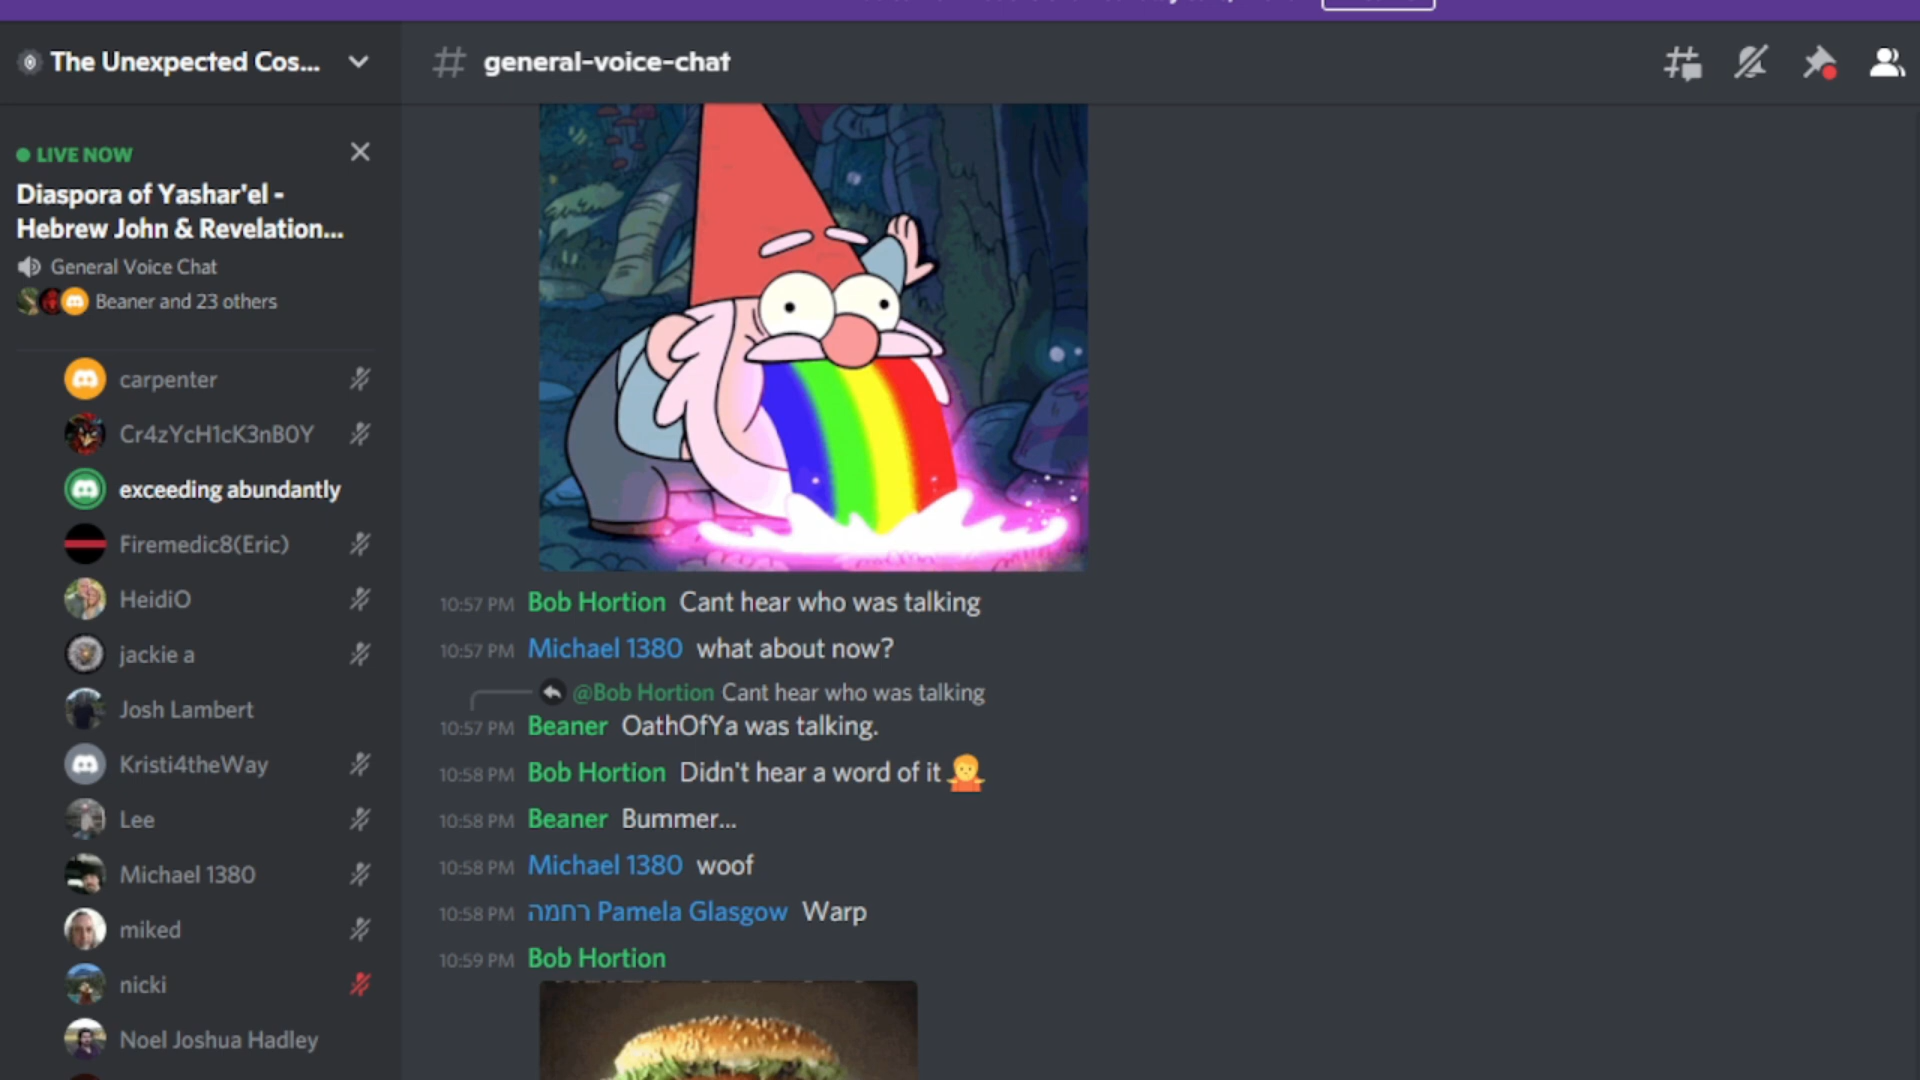 The Unexpected Cos...
general-voice-chat
LIVE NOW
Diaspora of Yashar'el -
Hebrew John & Revelation...
General Voice Chat
Beaner and 23 others
carpenter
Cr4zYcH1cK3nB0Y
exceeding abundantly
Firemedic8(Eric)
HeidiO
jackie a
Josh Lambert
Kristi4theWay
Lee
Michael 1380
miked
nicki
Noel Joshua Hadley
10:57 PM Bob Hortion Cant hear who was talking
10:57 PM Michael 1380 what about now?
@Bob Hortion Cant hear who was talking
10:57 PM Beaner OathOfYa was talking.
10:58 PM Bob Hortion Didn't hear a word of it
10:58 PM Beaner Bummer...
10:58 PM Michael 1380 woof
10:58 PM רחמה Pamela Glasgow Warp
10:59 PM Bob Hortion